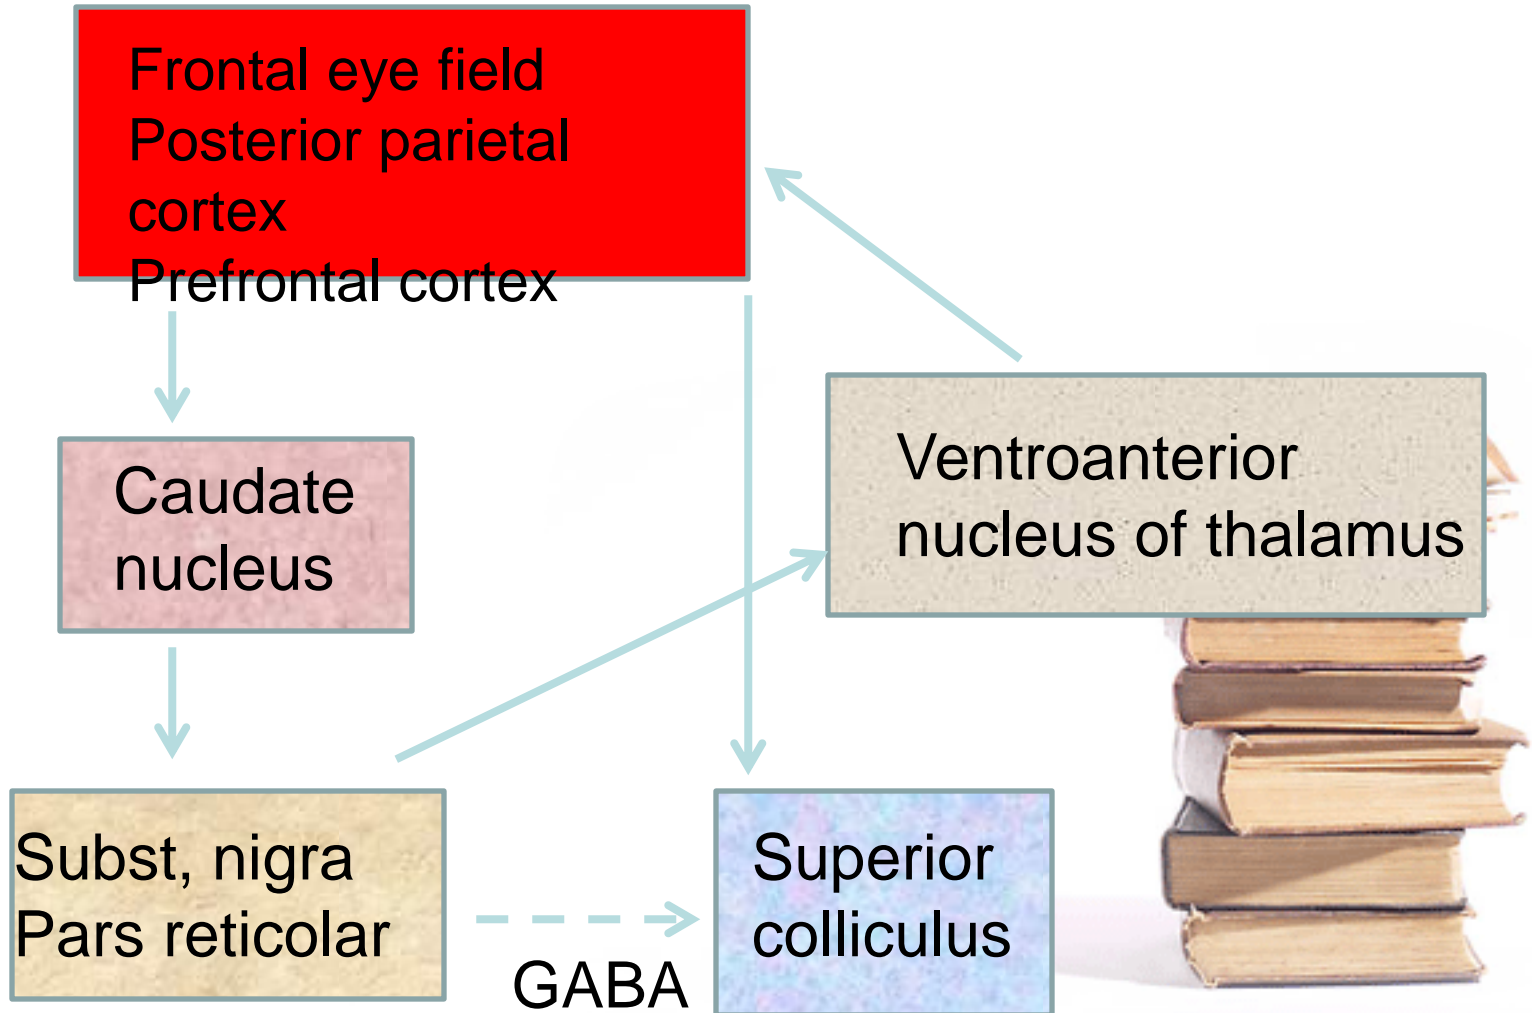 Frontal eye field
Posterior parietal
cortex
Prefrontal cortex
Caudate
nucleus
Ventroanterior
nucleus of thalamus
Subst, nigra
Pars reticolar
GABA
Superior
colliculus